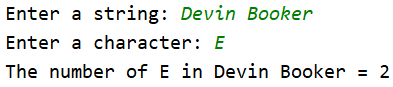 Enter a string: Devin Booker
Enter a character: E
The number of E in Devin Booker = 2